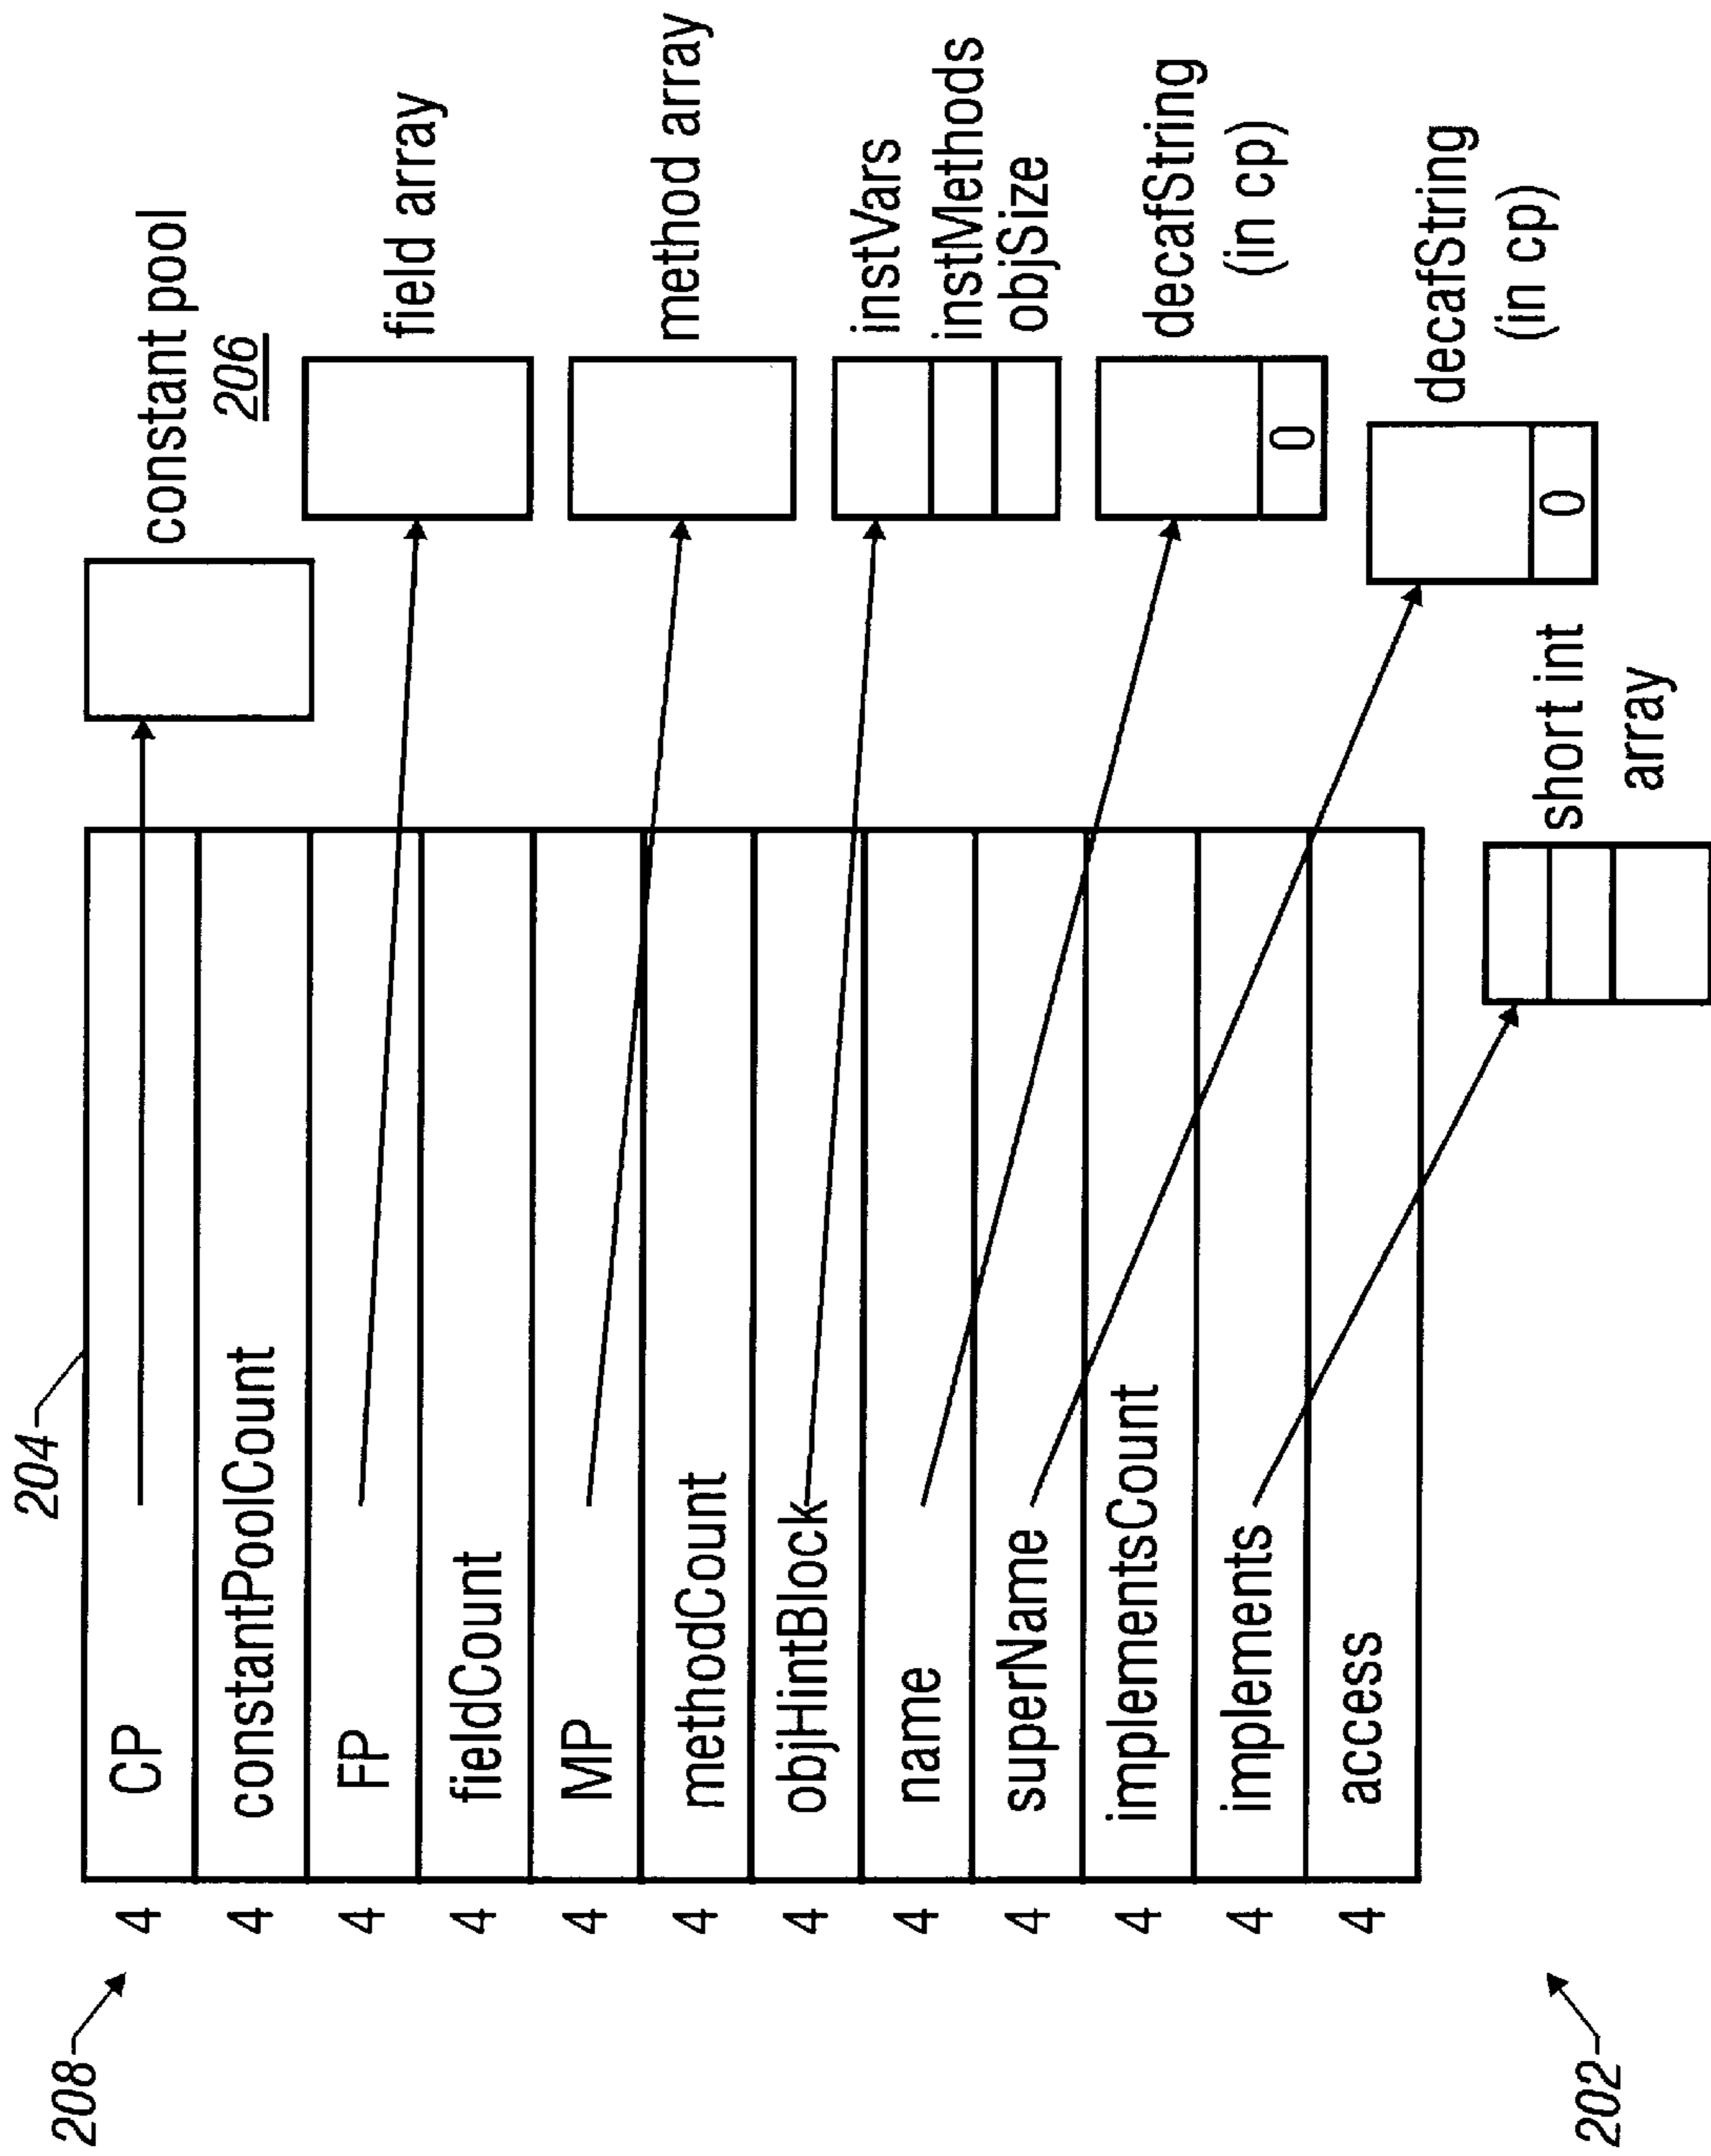 204
208
4 CP
4 constantPoolCount
4 FP
4 fieldCount
4 MP
4 methodCount
4 objHintBlock
4 name
4 superName
4 implementsCount
4 implements
4 access
202
constant pool
206
field array
method array
instVars
instMethods
objSize
decafString
(in cp)
0
decafString
(in cp)
0
short int
array